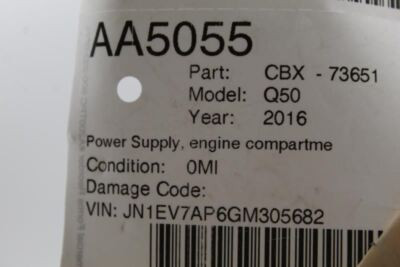 AA5055
Part: CBX - 73651
Model: Q50
Year: 2016
Power Supply, engine compartme
Condition: 0MI
Damage Code:
VIN: JN1EV7AP6GM305682